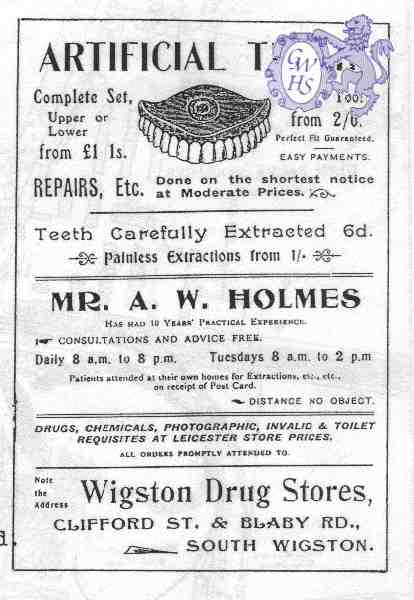 ARTIFICIAL
Complete Set,
Upper or
Lower
from £1 1s.
from 2/6.
Perfect Fit Guaranteed.
EASY PAYMENTS.
REPAIRS, Etc. Done on the shortest notice
at Moderate Prices.
Teeth Carefully Extracted 6d.
Painless Extractions from 1/-
MR. A. W. HOLMES
HAS HAD 10 YEARS' PRACTICAL EXPERIENCE.
CONSULTATIONS AND ADVICE FREE.
Daily 8 a.m. to 8 p.m. Tuesdays 8 a.m. to 2 p.m
Patients attended at their own homes for Extractions, etc., etc.,
on receipt of Post Card.
DISTANCE NO OBJECT.
DRUGS, CHEMICALS, PHOTOGRAPHIC, INVALID & TOILET
REQUISITES AT LEICESTER STORE PRICES.
ALL ORDERS PROMPTLY ATTENDED TO.
Note
the
Address
Wigston Drug Stores,
CLIFFORD ST. & BLABY RD.,
SOUTH WIGSTON.
GWHS